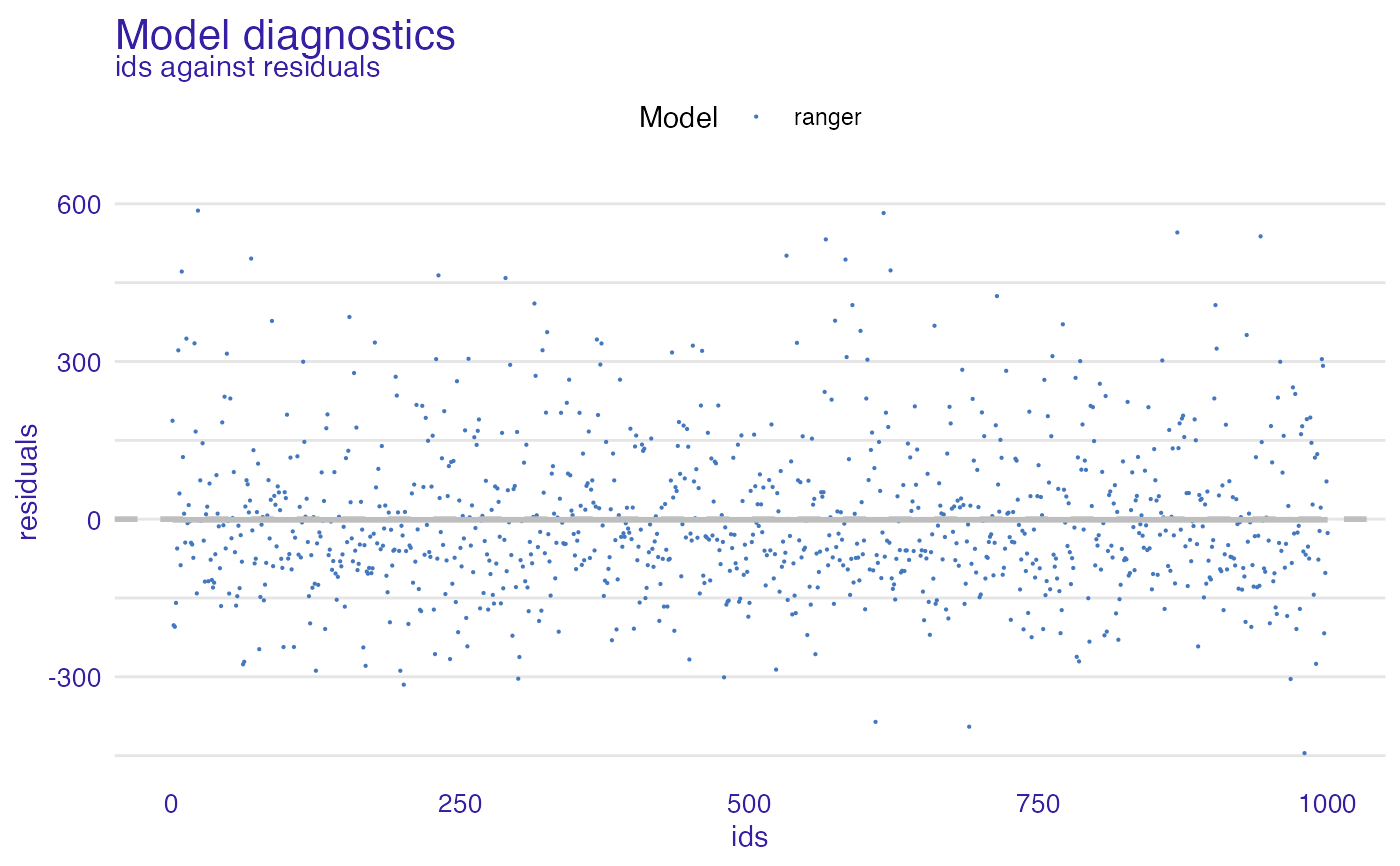 Model diagnostics
ids against residuals
Model ranger
600
300
0
-300
residuals
0 250 500 750 1000
ids